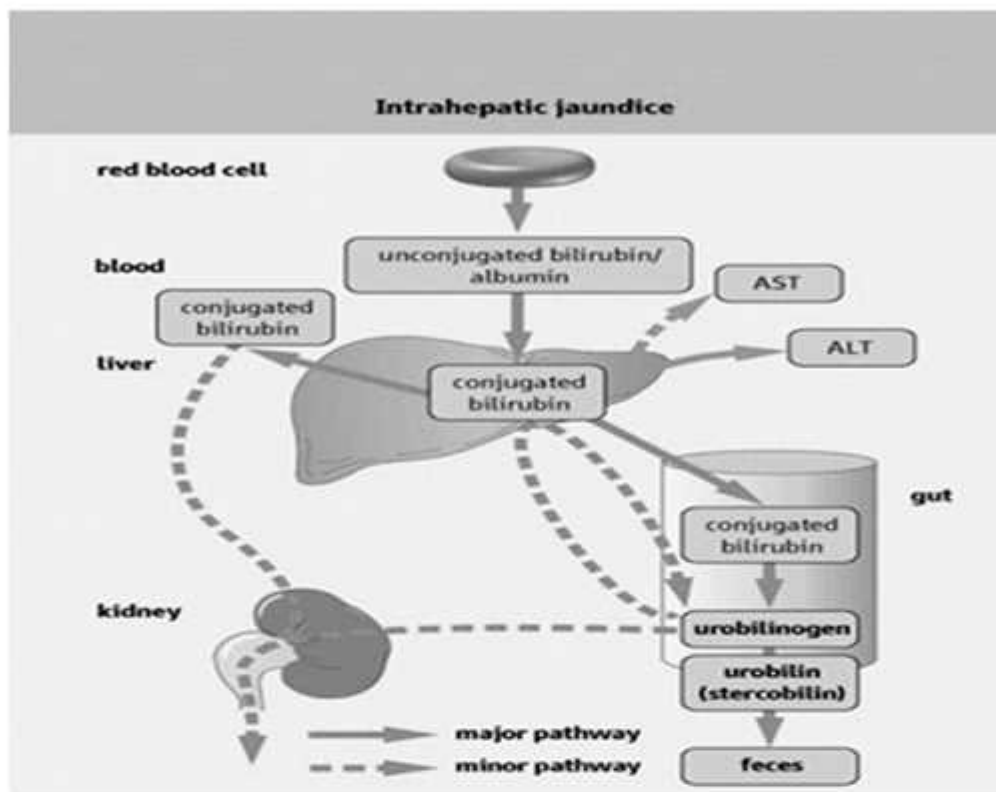 Intrahepatic jaundice
red blood cell
blood
unconjugated bilirubin/
albumin
AST
conjugated
bilirubin
liver
ALT
conjugated
bilirubin
gut
conjugated
bilirubin
kidney
urobilinogen
urobilin
(stercobilin)
major pathway
minor pathway
feces